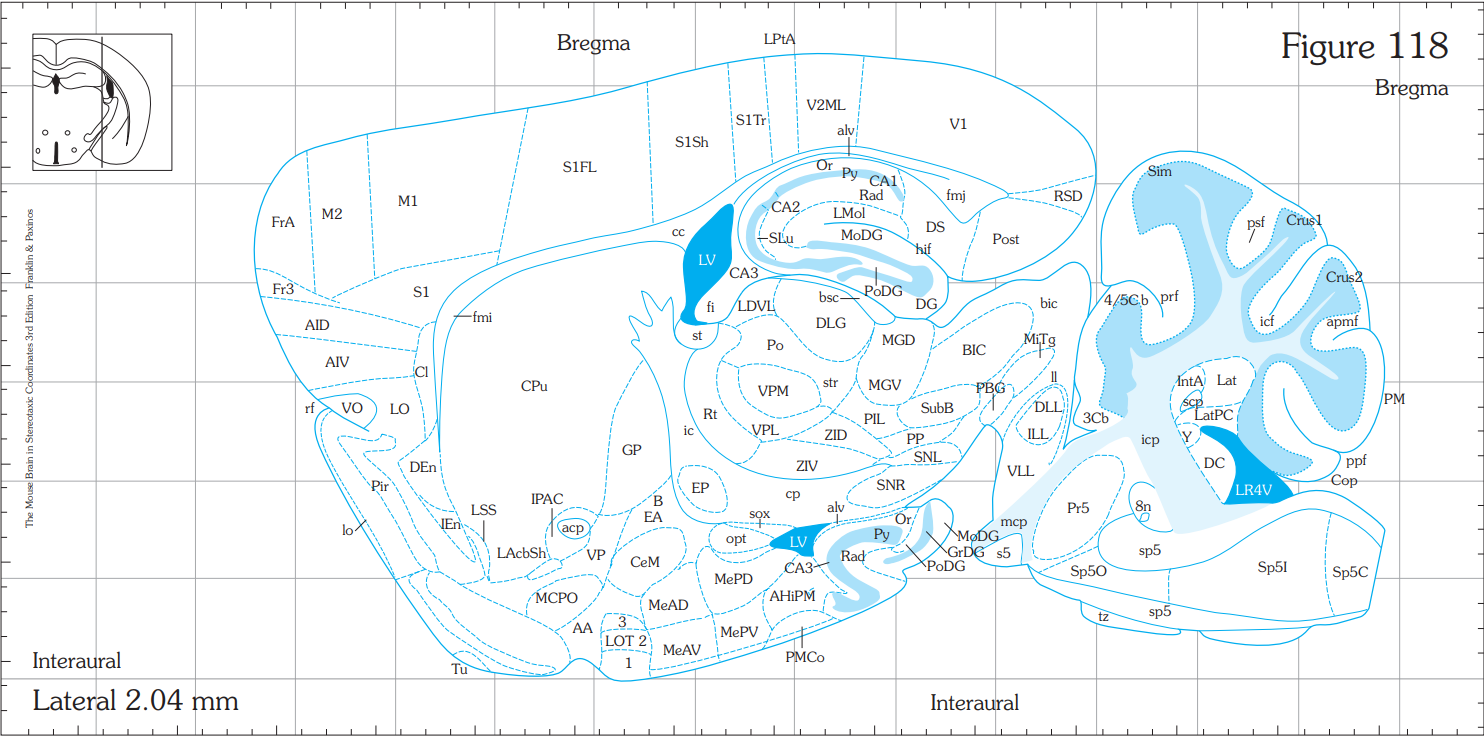 Figure 118
Bregma
Bregma
LPtA
S1Tr
V2ML
V1
alv
S1Sh
S1FL
Or
Py
CA1
Rad
fmj
RSD
Sim
M1
M2
FrA
CA2
LMol
DS
psf
Crus1
cc
SLu
MoDG
hif
Post
LV
CA3
Crus2
Fr3
S1
fi
LDVL
bsc
PoDG
DG
bic
4/5Cb
prf
fmi
AID
st
DLG
MGD
MiTg
icf
apmf
AIV
Cl
Po
BIC
CPu
VPM
str
MGV
PBG
ll
IntA
Lat
scp
PM
rf
VO
LO
Rt
SubB
DLL
3Cb
LatPC
ic
VPL
ZID
PIL
PP
ILL
icp
Y
GP
DEn
ZIV
SNL
VLL
DC
ppf
Pir
EP
cp
SNR
Cop
LR4V
B
EA
IPAC
LSS
alv
sox
Or
Pr5
8n
lo
IEn
acp
opt
LV
Py
MoDG
mcp
LAcbSh
VP
CeM
Rad
GrDG
s5
sp5
CA3
PoDG
Sp5O
Sp5I
Sp5C
MCPO
MePD
AHiPM
MeAD
tz
sp5
AA
3
LOT 2
1
MePV
MeAV
PMCo
Tu
Interaural
Lateral 2.04 mm
Interaural
The Mouse Brain in Stereotaxic Coordinates 3rd Edition Franklin & Paxinos